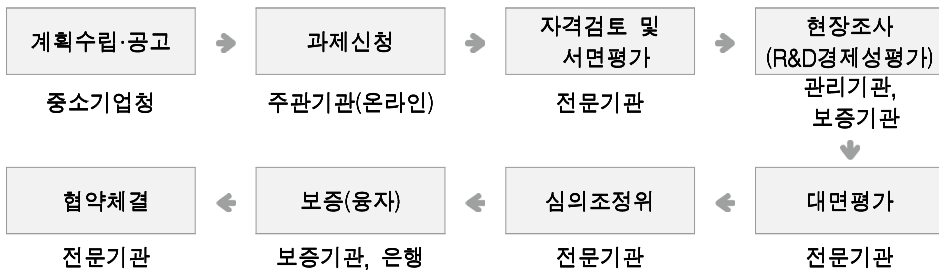 계획수립·공고
중소기업청
과제신청
주관기관(온라인)
자격검토 및
서면평가
전문기관
현장조사
(R&D경제성평가)
관리기관,
보증기관
대면평가
전문기관
심의조정위
전문기관
보증(융자)
보증기관, 은행
협약체결
전문기관